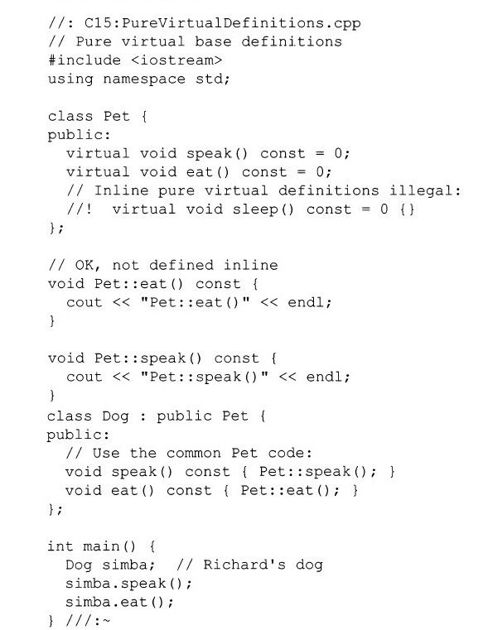 //: C15:PureVirtualDefinitions.cpp
// Pure virtual base definitions
#include <iostream>
using namespace std;

class Pet {
public:
  virtual void speak() const = 0;
  virtual void eat() const = 0;
  // Inline pure virtual definitions illegal:
  //!  virtual void sleep() const = 0 {}
};

// OK, not defined inline
void Pet::eat() const {
  cout << "Pet::eat()" << endl;
}

void Pet::speak() const {
  cout << "Pet::speak()" << endl;
}
class Dog : public Pet {
public:
  // Use the common Pet code:
  void speak() const { Pet::speak(); }
  void eat() const { Pet::eat(); }
};

int main() {
  Dog simba;  // Richard's dog
  simba.speak();
  simba.eat();
} ///:~